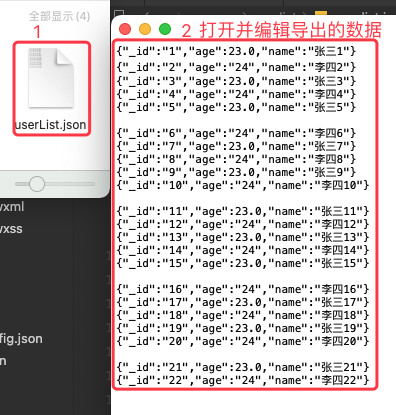 全部显示 (4)
1
userList.json
wxml
wxss
fig.json
n
2 打开并编辑导出的数据
{"_id":"1","age":23.0,"name":"张三1"}
{"_id":"2","age":"24","name":"李四2"}
{"_id":"3","age":23.0,"name":"张三3"}
{"_id":"4","age":"24","name":"李四4"}
{"_id":"5","age":23.0,"name":"张三5"}
{"_id":"6","age":"24","name":"李四6"}
{"_id":"7","age":23.0,"name":"张三7"}
{"_id":"8","age":"24","name":"李四8"}
{"_id":"9","age":23.0,"name":"张三9"}
{"_id":"10","age":"24","name":"李四10"}
{"_id":"11","age":23.0,"name":"张三11"}
{"_id":"12","age":"24","name":"李四12"}
{"_id":"13","age":23.0,"name":"张三13"}
{"_id":"14","age":"24","name":"李四14"}
{"_id":"15","age":23.0,"name":"张三15"}
{"_id":"16","age":"24","name":"李四16"}
{"_id":"17","age":23.0,"name":"张三17"}
{"_id":"18","age":"24","name":"李四18"}
{"_id":"19","age":23.0,"name":"张三19"}
{"_id":"20","age":"24","name":"李四20"}
{"_id":"21","age":23.0,"name":"张三21"}
{"_id":"22","age":"24","name":"李四22"}